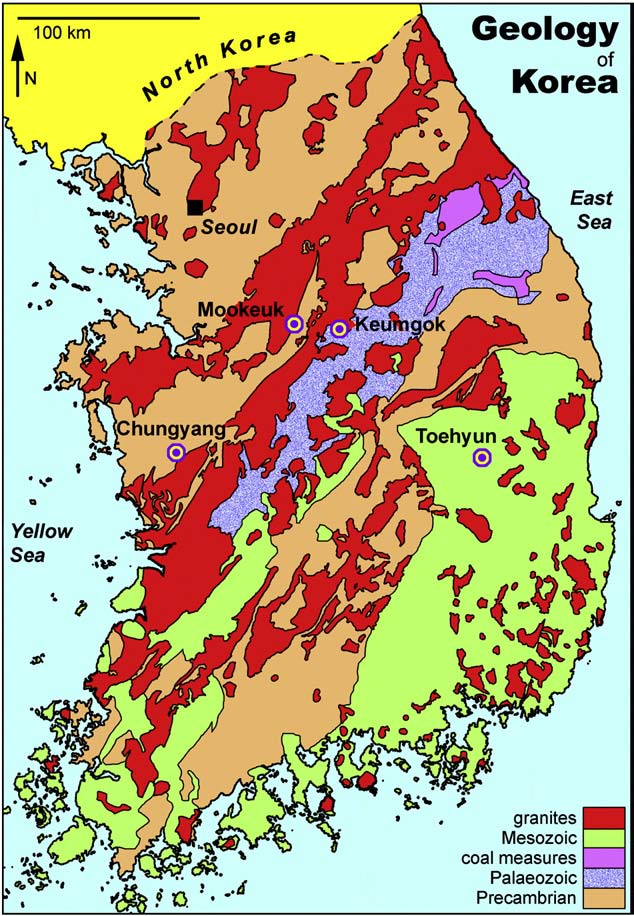 100 km
N
North Korea
Geology
of
Korea
East
Sea
Seoul
Mookeuk
Keumgok
Chungyang
Toehyun
Yellow
Sea
granites
Mesozoic
coal measures
Palaeozoic
Precambrian